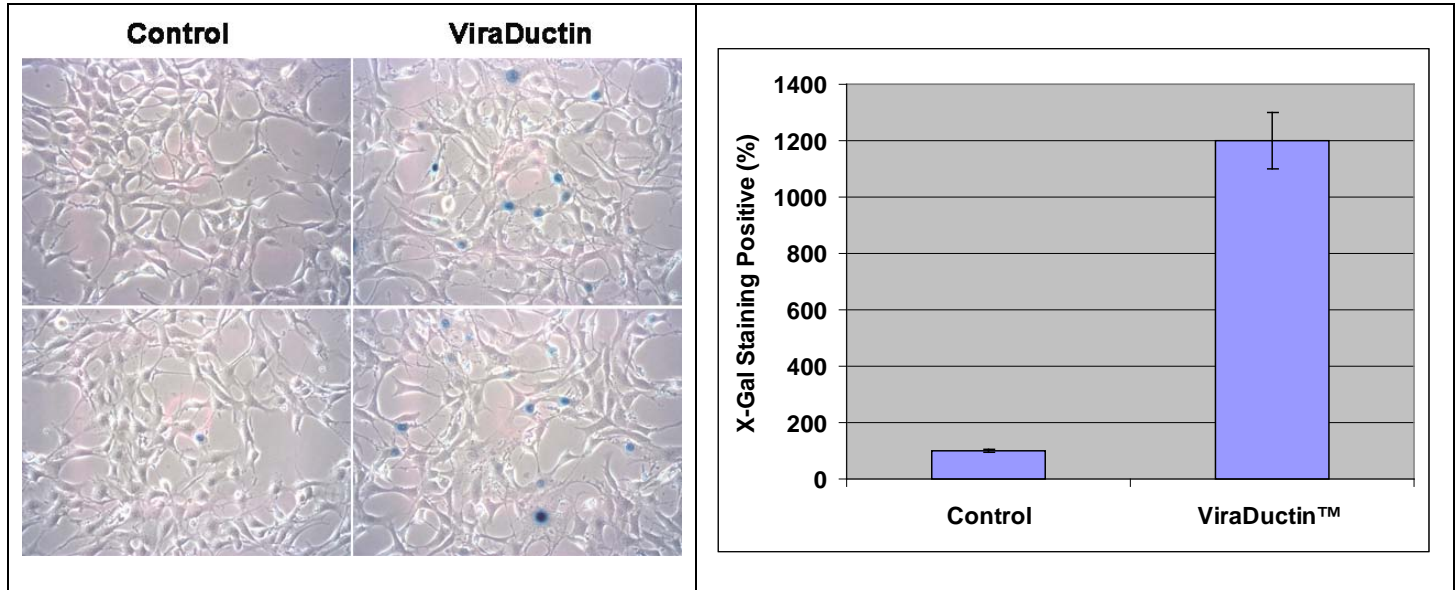 Control ViraDuctin
X-Gal Staining Positive (%)
1400
1200
1000
800
600
400
200
0
Control ViraDuctin™